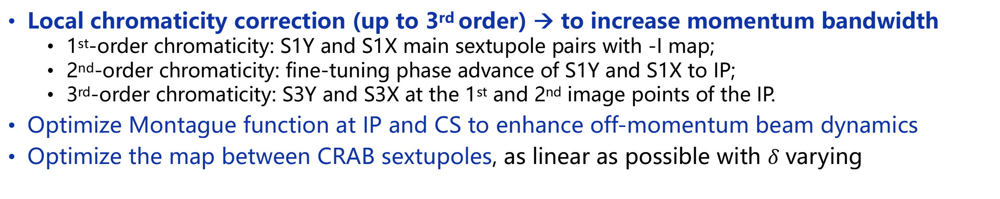 • Local chromaticity correction (up to 3rd order) → to increase momentum bandwidth
• 1st-order chromaticity: S1Y and S1X main sextupole pairs with -I map;
• 2nd-order chromaticity: fine-tuning phase advance of S1Y and S1X to IP;
• 3rd-order chromaticity: S3Y and S3X at the 1st and 2nd image points of the IP.
• Optimize Montague function at IP and CS to enhance off-momentum beam dynamics
• Optimize the map between CRAB sextupoles, as linear as possible with δ varying